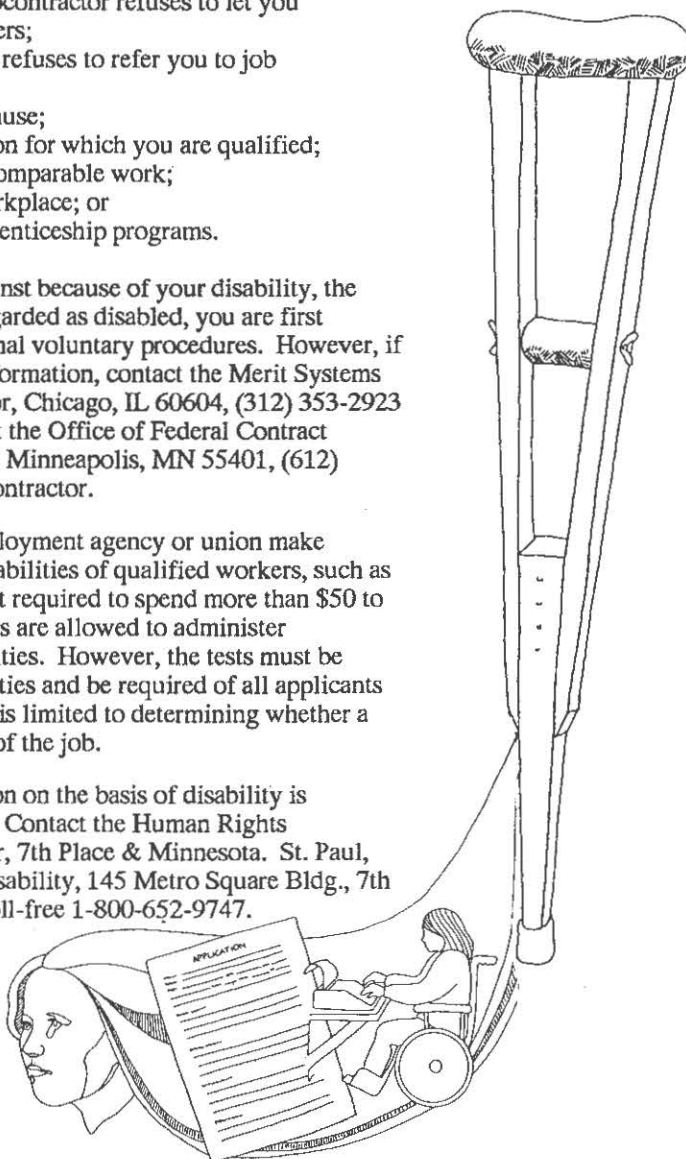 contractor refuses to let you
ers;
refuses to refer you to job
use;
on for which you are qualified;
omparable work;
rkplace; or
enticeship programs.
nst because of your disability, the
garded as disabled, you are first
nal voluntary procedures. However, if
formation, contact the Merit Systems
or, Chicago, IL 60604, (312) 353-2923
t the Office of Federal Contract
, Minneapolis, MN 55401, (612)
ontractor.
loyment agency or union make
abilities of qualified workers, such as
t required to spend more than $50 to
s are allowed to administer
ities. However, the tests must be
ties and be required of all applicants
is limited to determining whether a
of the job.
on on the basis of disability is
Contact the Human Rights
r, 7th Place & Minnesota. St. Paul,
sability, 145 Metro Square Bldg., 7th
ll-free 1-800-652-9747.
APPLICATION